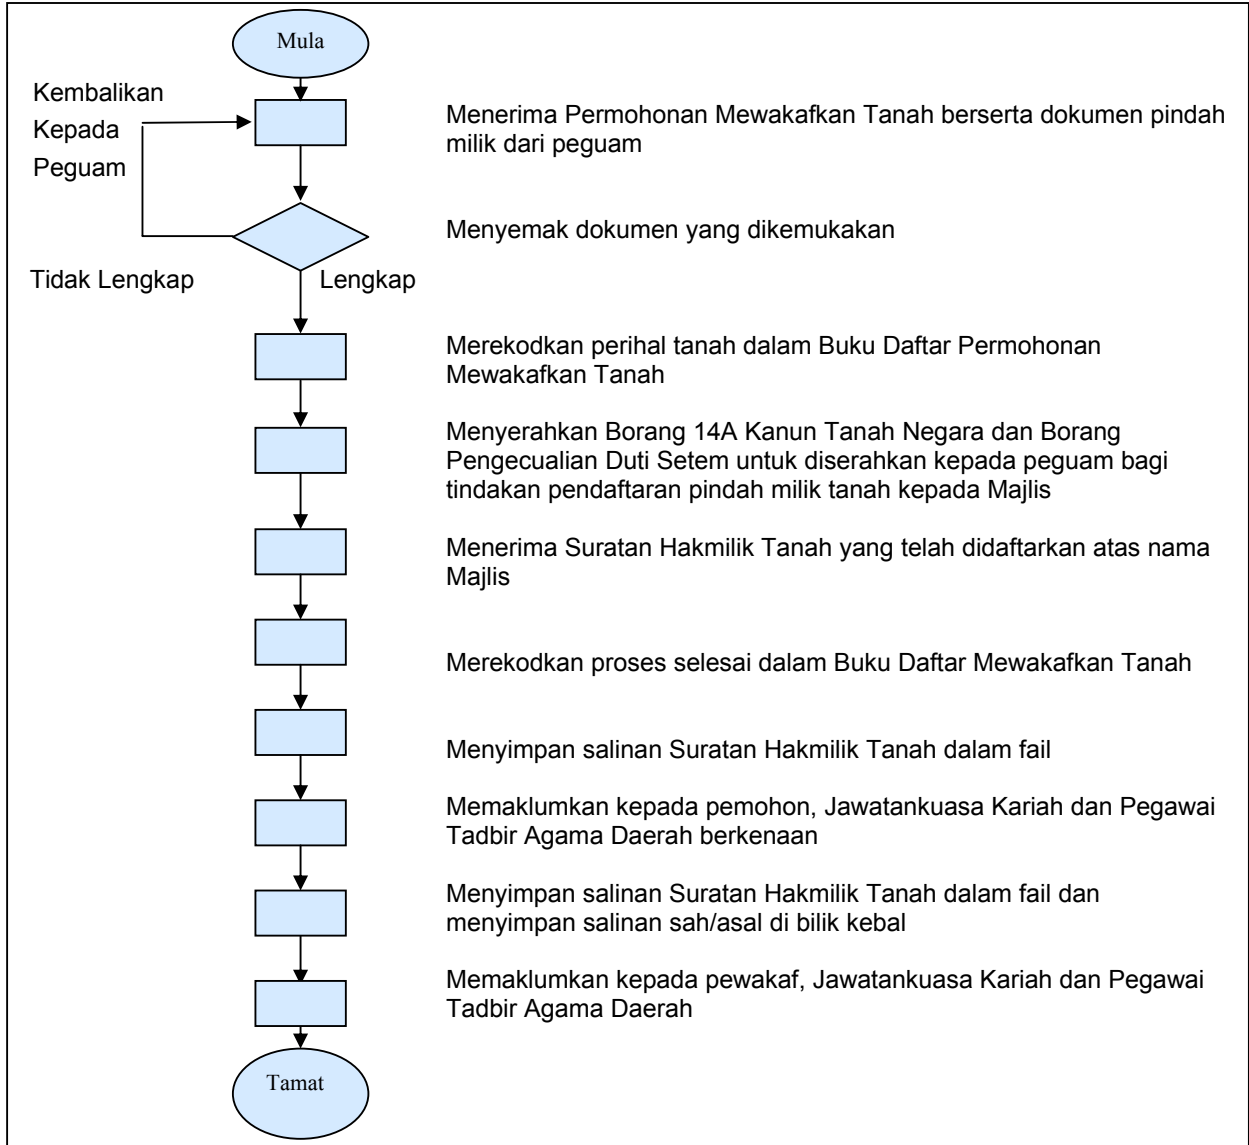 Mula
Kembalikan
Kepada
Peguam
Menerima Permohonan Mewakafkan Tanah berserta dokumen pindah
milik dari peguam
Menyemak dokumen yang dikemukakan
Tidak Lengkap
Lengkap
Merekodkan perihal tanah dalam Buku Daftar Permohonan
Mewakafkan Tanah
Menyerahkan Borang 14A Kanun Tanah Negara dan Borang
Pengecualian Duti Setem untuk diserahkan kepada peguam bagi
tindakan pendaftaran pindah milik tanah kepada Majlis
Menerima Suratan Hakmilik Tanah yang telah didaftarkan atas nama
Majlis
Merekodkan proses selesai dalam Buku Daftar Mewakafkan Tanah
Menyimpan salinan Suratan Hakmilik Tanah dalam fail
Memaklumkan kepada pemohon, Jawatankuasa Kariah dan Pegawai
Tadbir Agama Daerah berkenaan
Menyimpan salinan Suratan Hakmilik Tanah dalam fail dan
menyimpan salinan sah/asal di bilik kebal
Memaklumkan kepada pewakaf, Jawatankuasa Kariah dan Pegawai
Tadbir Agama Daerah
Tamat